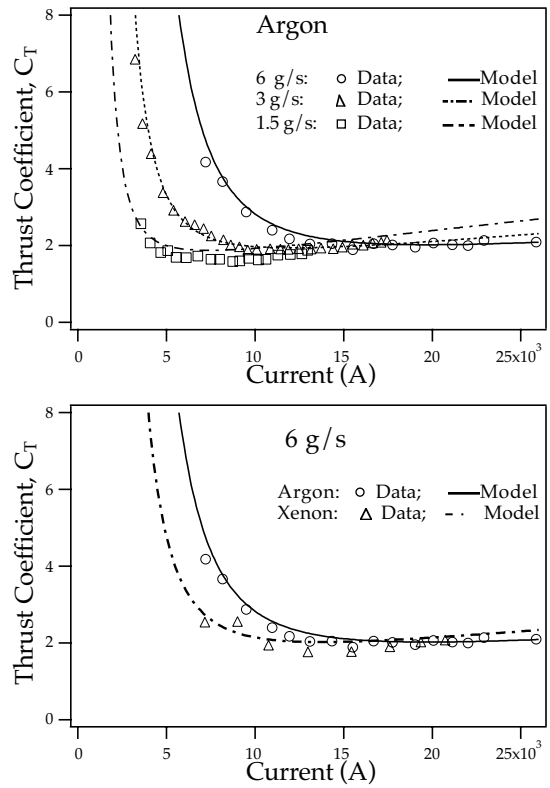 8
6
4
2
0
Thrust Coefficient, C_T
Argon
6 g/s: Data; Model
3 g/s: Data; Model
1.5 g/s: Data; Model
0 5 10 15 20 25x10³
Current (A)
8
6
4
2
0
Thrust Coefficient, C_T
6 g/s
Argon: Data; Model
Xenon: Data; Model
0 5 10 15 20 25x10³
Current (A)